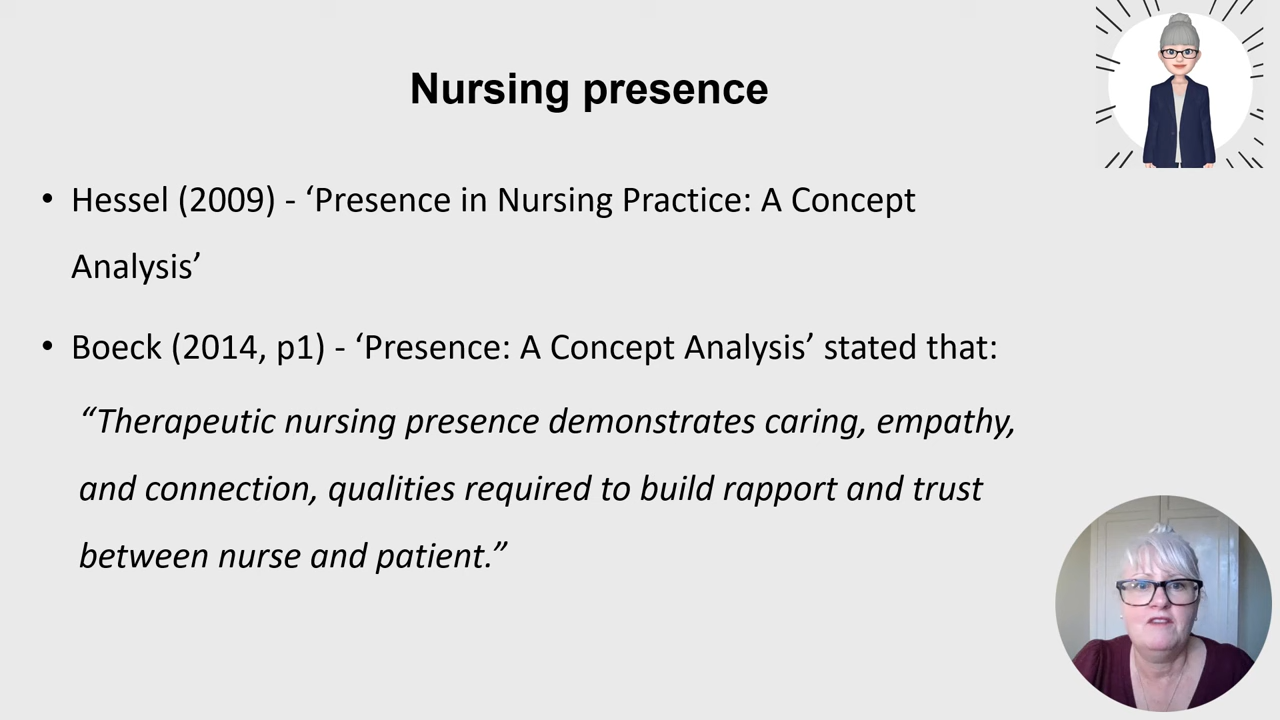 Nursing presence
• Hessel (2009) - ‘Presence in Nursing Practice: A Concept
Analysis’
• Boeck (2014, p1) - ‘Presence: A Concept Analysis’ stated that:
“Therapeutic nursing presence demonstrates caring, empathy,
and connection, qualities required to build rapport and trust
between nurse and patient.”